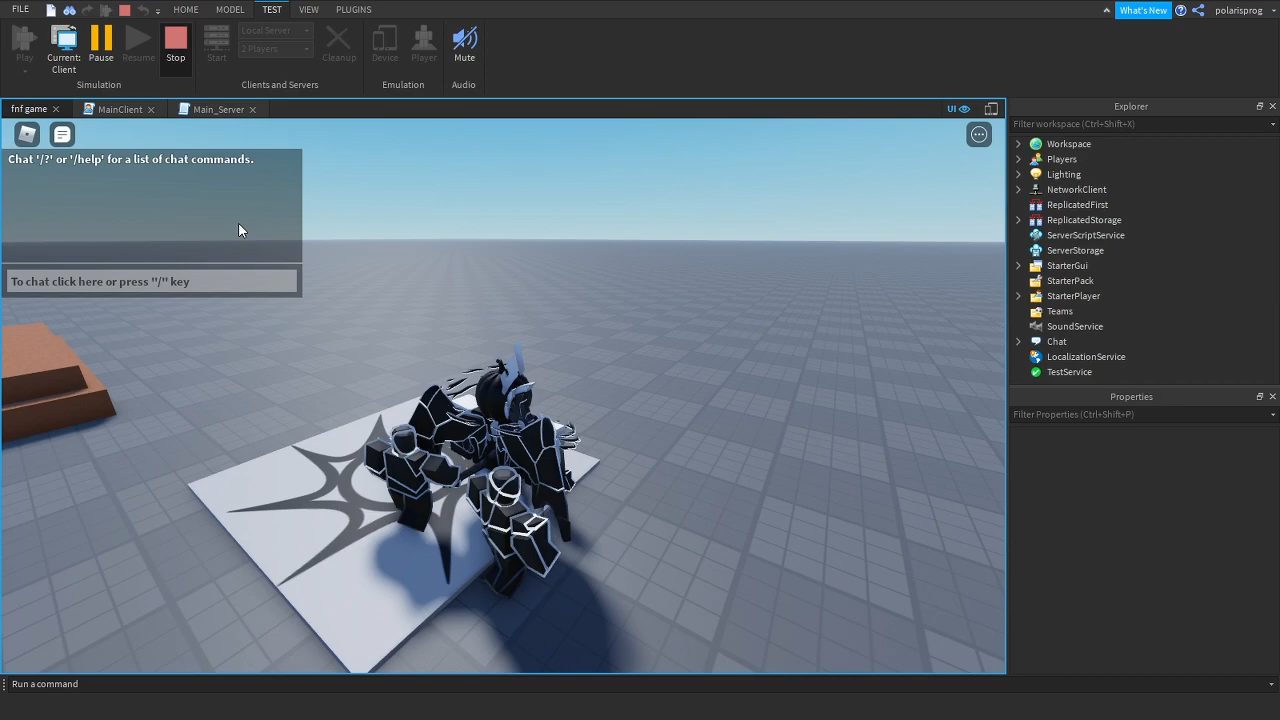 FILE HOME MODEL TEST VIEW PLUGINS What's New polarisprog
Play Current: Client Pause Resume Stop Start Local Server 2 Players Cleanup Device Player Mute
Simulation Clients and Servers Emulation Audio
fnf game MainClient Main_Server UI
Chat '/?' or '/help' for a list of chat commands.
To chat click here or press "/" key
Explorer
Filter workspace (Ctrl+Shift+X)
Workspace
Players
Lighting
NetworkClient
ReplicatedFirst
ReplicatedStorage
ServerScriptService
ServerStorage
StarterGui
StarterPack
StarterPlayer
Teams
SoundService
Chat
LocalizationService
TestService
Properties
Filter Properties (Ctrl+Shift+P)
Run a command